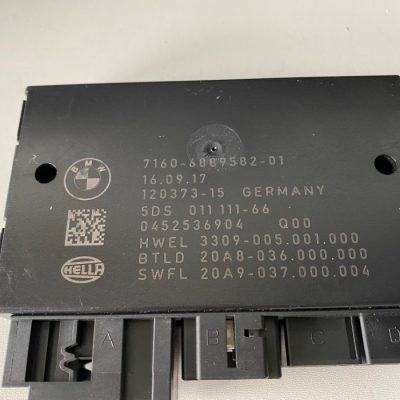 BMW
7160-6889582-01
16.09.17
120373-15 GERMANY
5DS 011 111-66
0452536904 Q00
HWEL 3309-005.001.000
BTLD 20A8-036.000.000
SWFL 20A9-037.000.004
HELLA
A B C D